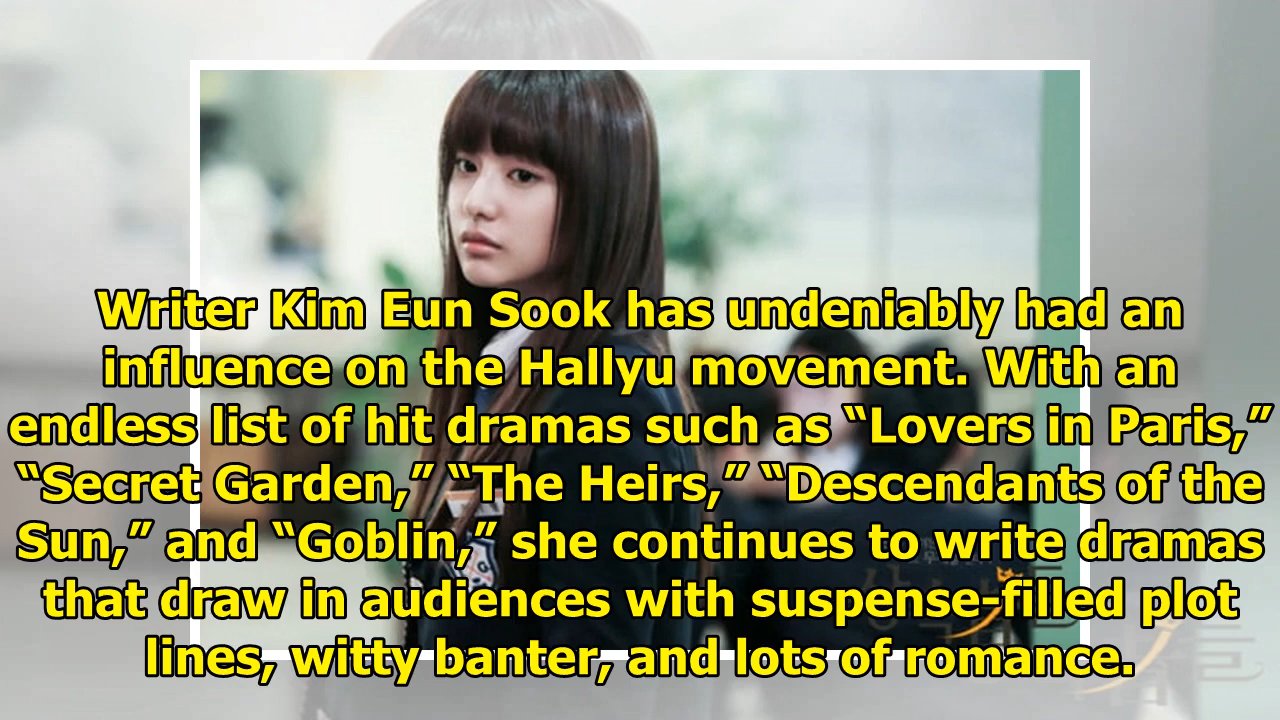 Writer Kim Eun Sook has undeniably had an
influence on the Hallyu movement. With an
endless list of hit dramas such as “Lovers in Paris,”
“Secret Garden,” “The Heirs,” “Descendants of the
Sun,” and “Goblin,” she continues to write dramas
that draw in audiences with suspense-filled plot
lines, witty banter, and lots of romance.